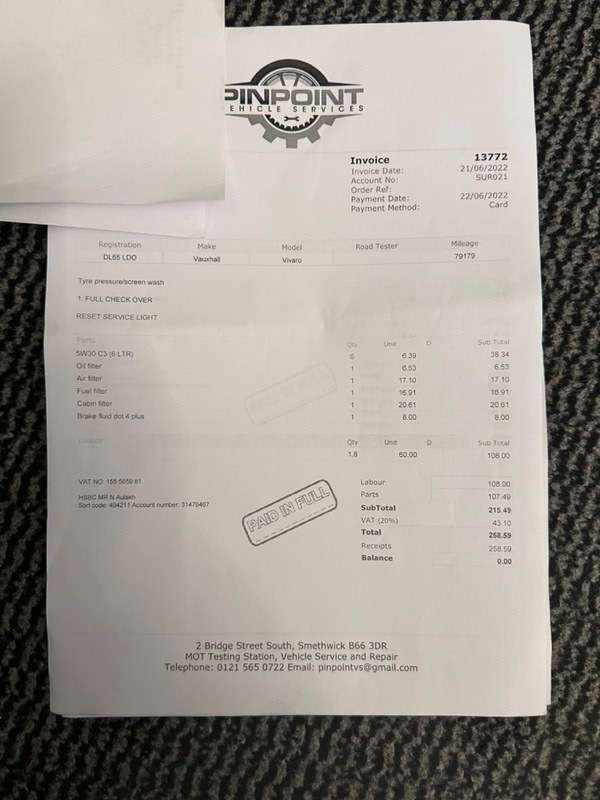 PINPOINT
VEHICLE SERVICES
Invoice 13772
Invoice Date: 21/06/2022
Account No: SUR021
Order Ref:
Payment Date: 22/06/2022
Payment Method: Card
Registration Make Model Road Tester Mileage
DL65 LDO Vauxhall Vivaro 79179
Tyre pressure/screen wash
1. FULL CHECK OVER
RESET SERVICE LIGHT
Parts Qty Unit D Sub Total
5W30 C3 (6 LTR) 6 6.39 38.34
Oil filter 1 6.53 6.53
Air filter 1 17.10 17.10
Fuel filter 1 16.91 16.91
Cabin filter 1 20.61 20.61
Brake fluid dot 4 plus 1 8.00 8.00
Labour Qty Unit D Sub Total
1.8 60.00 108.00
VAT NO: 155 5659 81
HSBC MR N Aulakh
Sort code: 404211 Account number: 31470467
PAID IN FULL
Labour 108.00
Parts 107.49
SubTotal 215.49
VAT (20%) 43.10
Total 258.59
Receipts 258.59
Balance 0.00
2 Bridge Street South, Smethwick B66 3DR
MOT Testing Station, Vehicle Service and Repair
Telephone: 0121 565 0722 Email: pinpointvs@gmail.com